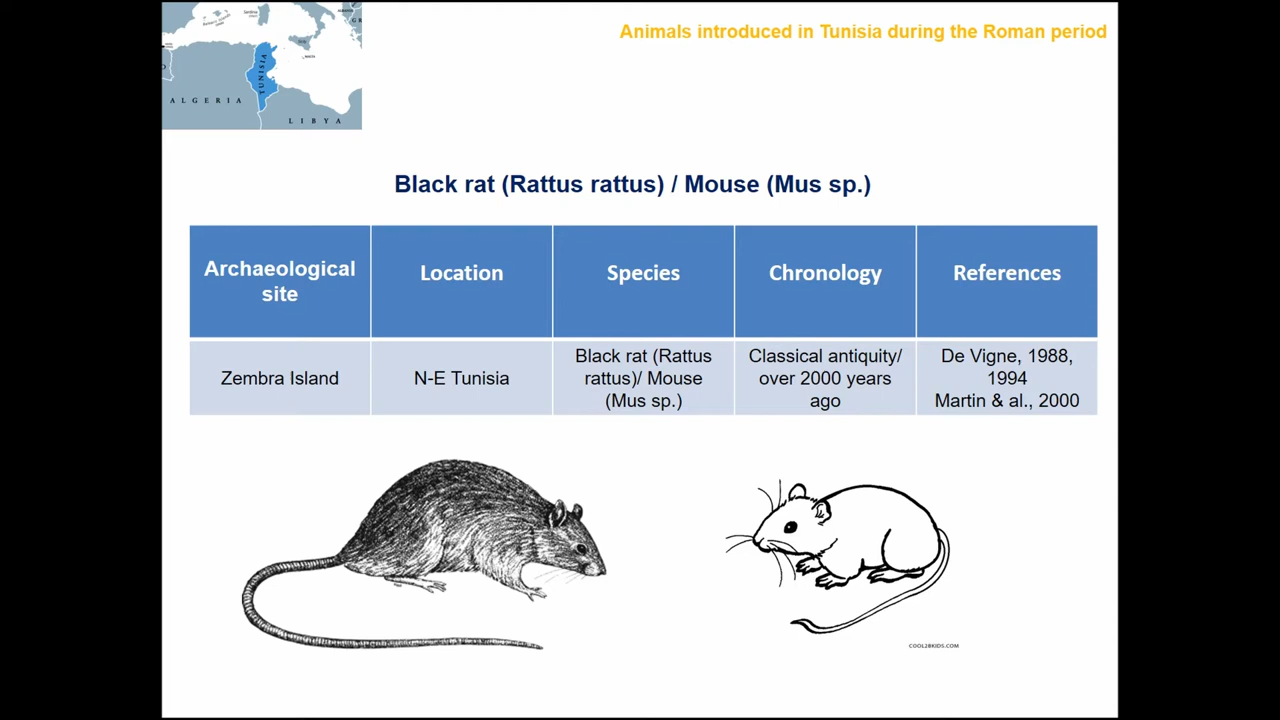 Animals introduced in Tunisia during the Roman period
TUNISIA
ALGERIA
LIBYA
Black rat (Rattus rattus) / Mouse (Mus sp.)
Archaeological
site
Location
Species
Chronology
References
Zembra Island
N-E Tunisia
Black rat (Rattus
rattus)/ Mouse
(Mus sp.)
Classical antiquity/
over 2000 years
ago
De Vigne, 1988,
1994
Martin & al., 2000
COOL2BKIDS.COM